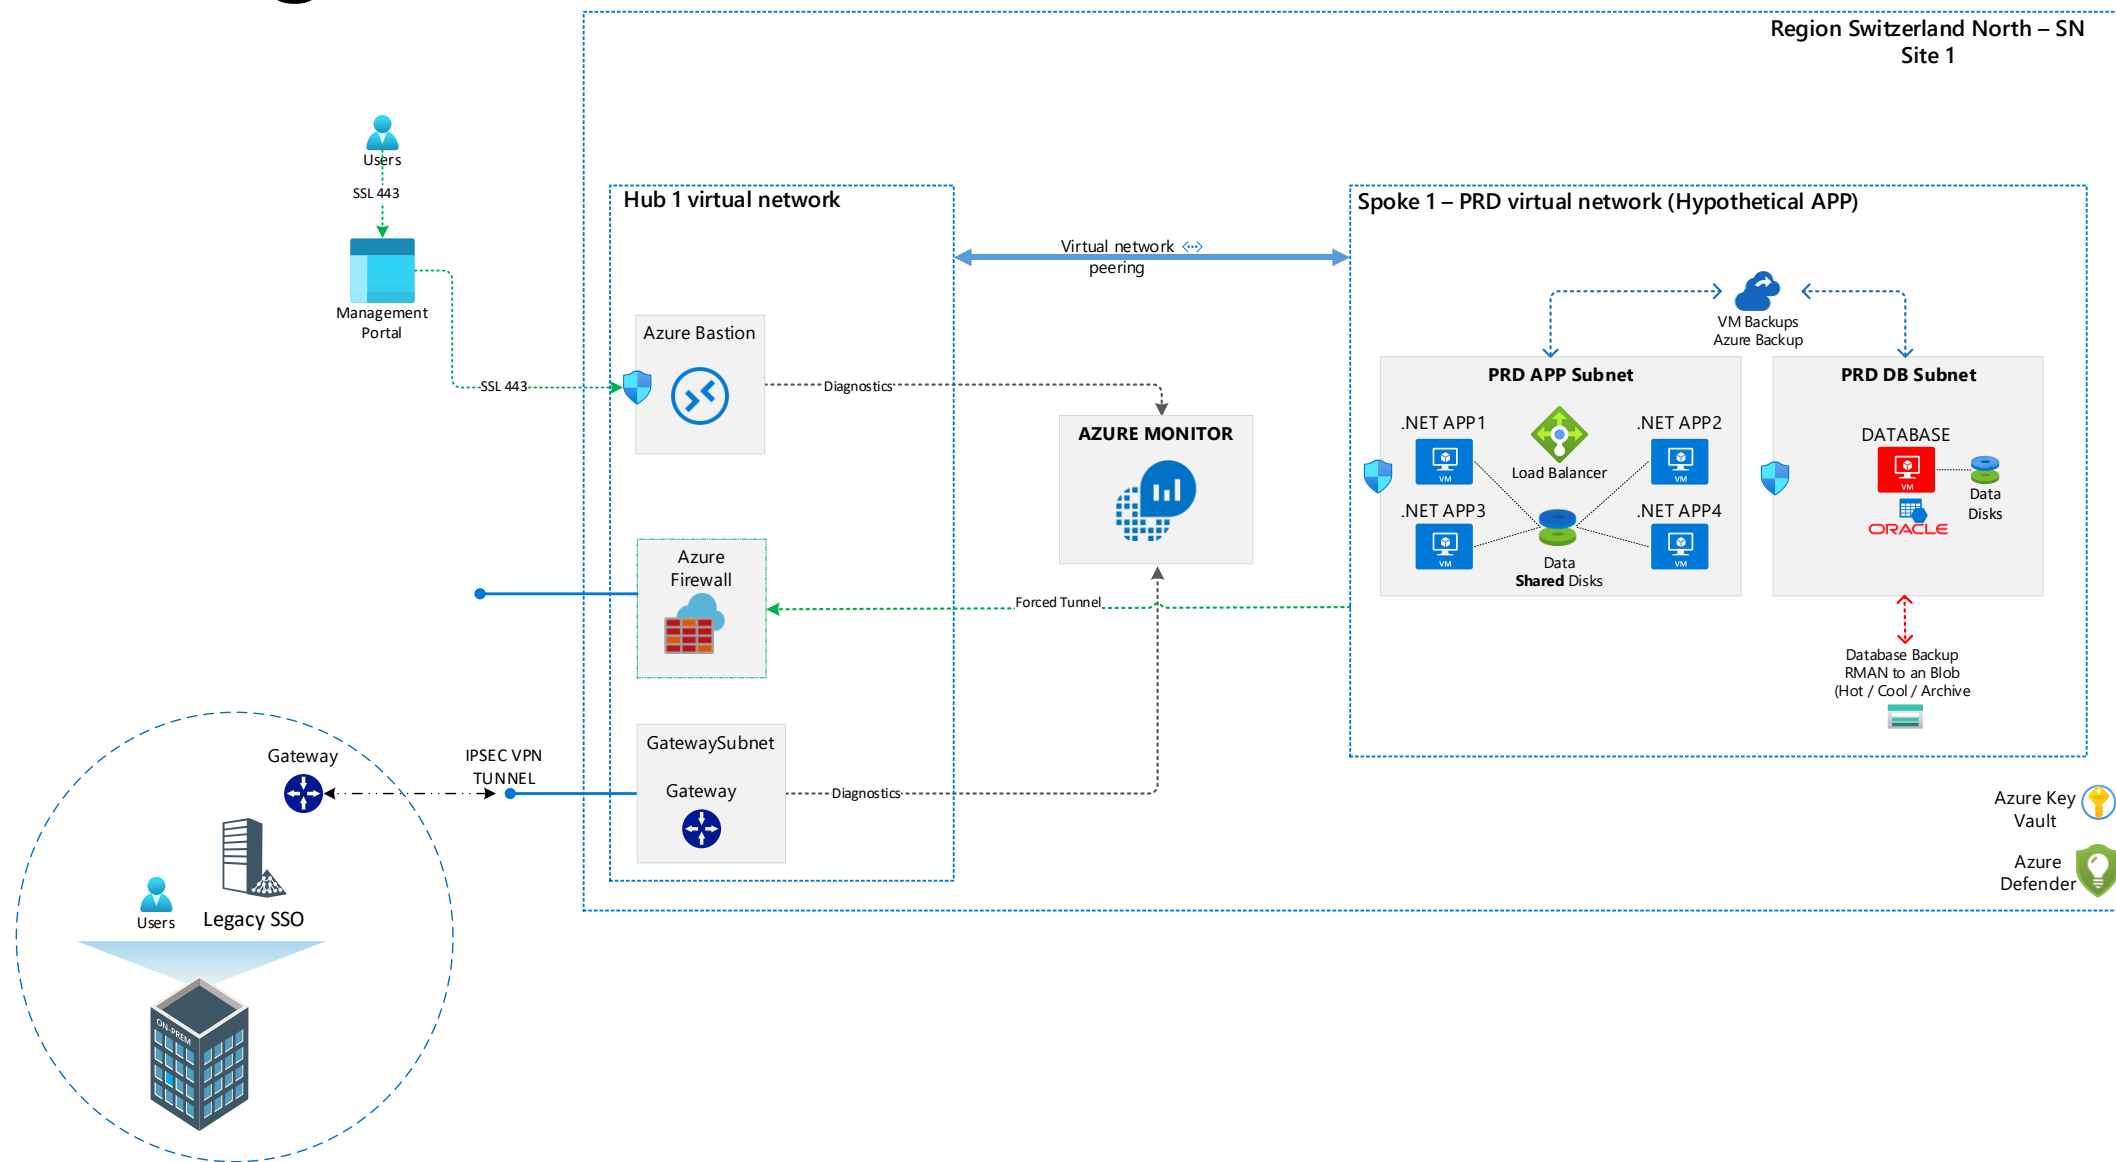 Region Switzerland North – SN
Site 1
Users
SSL 443
Management
Portal
SSL 443
Hub 1 virtual network
Azure Bastion
Diagnostics
Azure
Firewall
GatewaySubnet
Gateway
Diagnostics
Virtual network
peering
AZURE MONITOR
Forced Tunnel
Spoke 1 – PRD virtual network (Hypothetical APP)
VM Backups
Azure Backup
PRD APP Subnet
.NET APP1
VM
Load Balancer
.NET APP2
VM
.NET APP3
VM
.NET APP4
VM
Data
Shared Disks
PRD DB Subnet
DATABASE
VM
ORACLE
Data
Disks
Database Backup
RMAN to an Blob
(Hot / Cool / Archive
Azure Key
Vault
Azure
Defender
Gateway
IPSEC VPN
TUNNEL
Users
Legacy SSO
ON-PREM